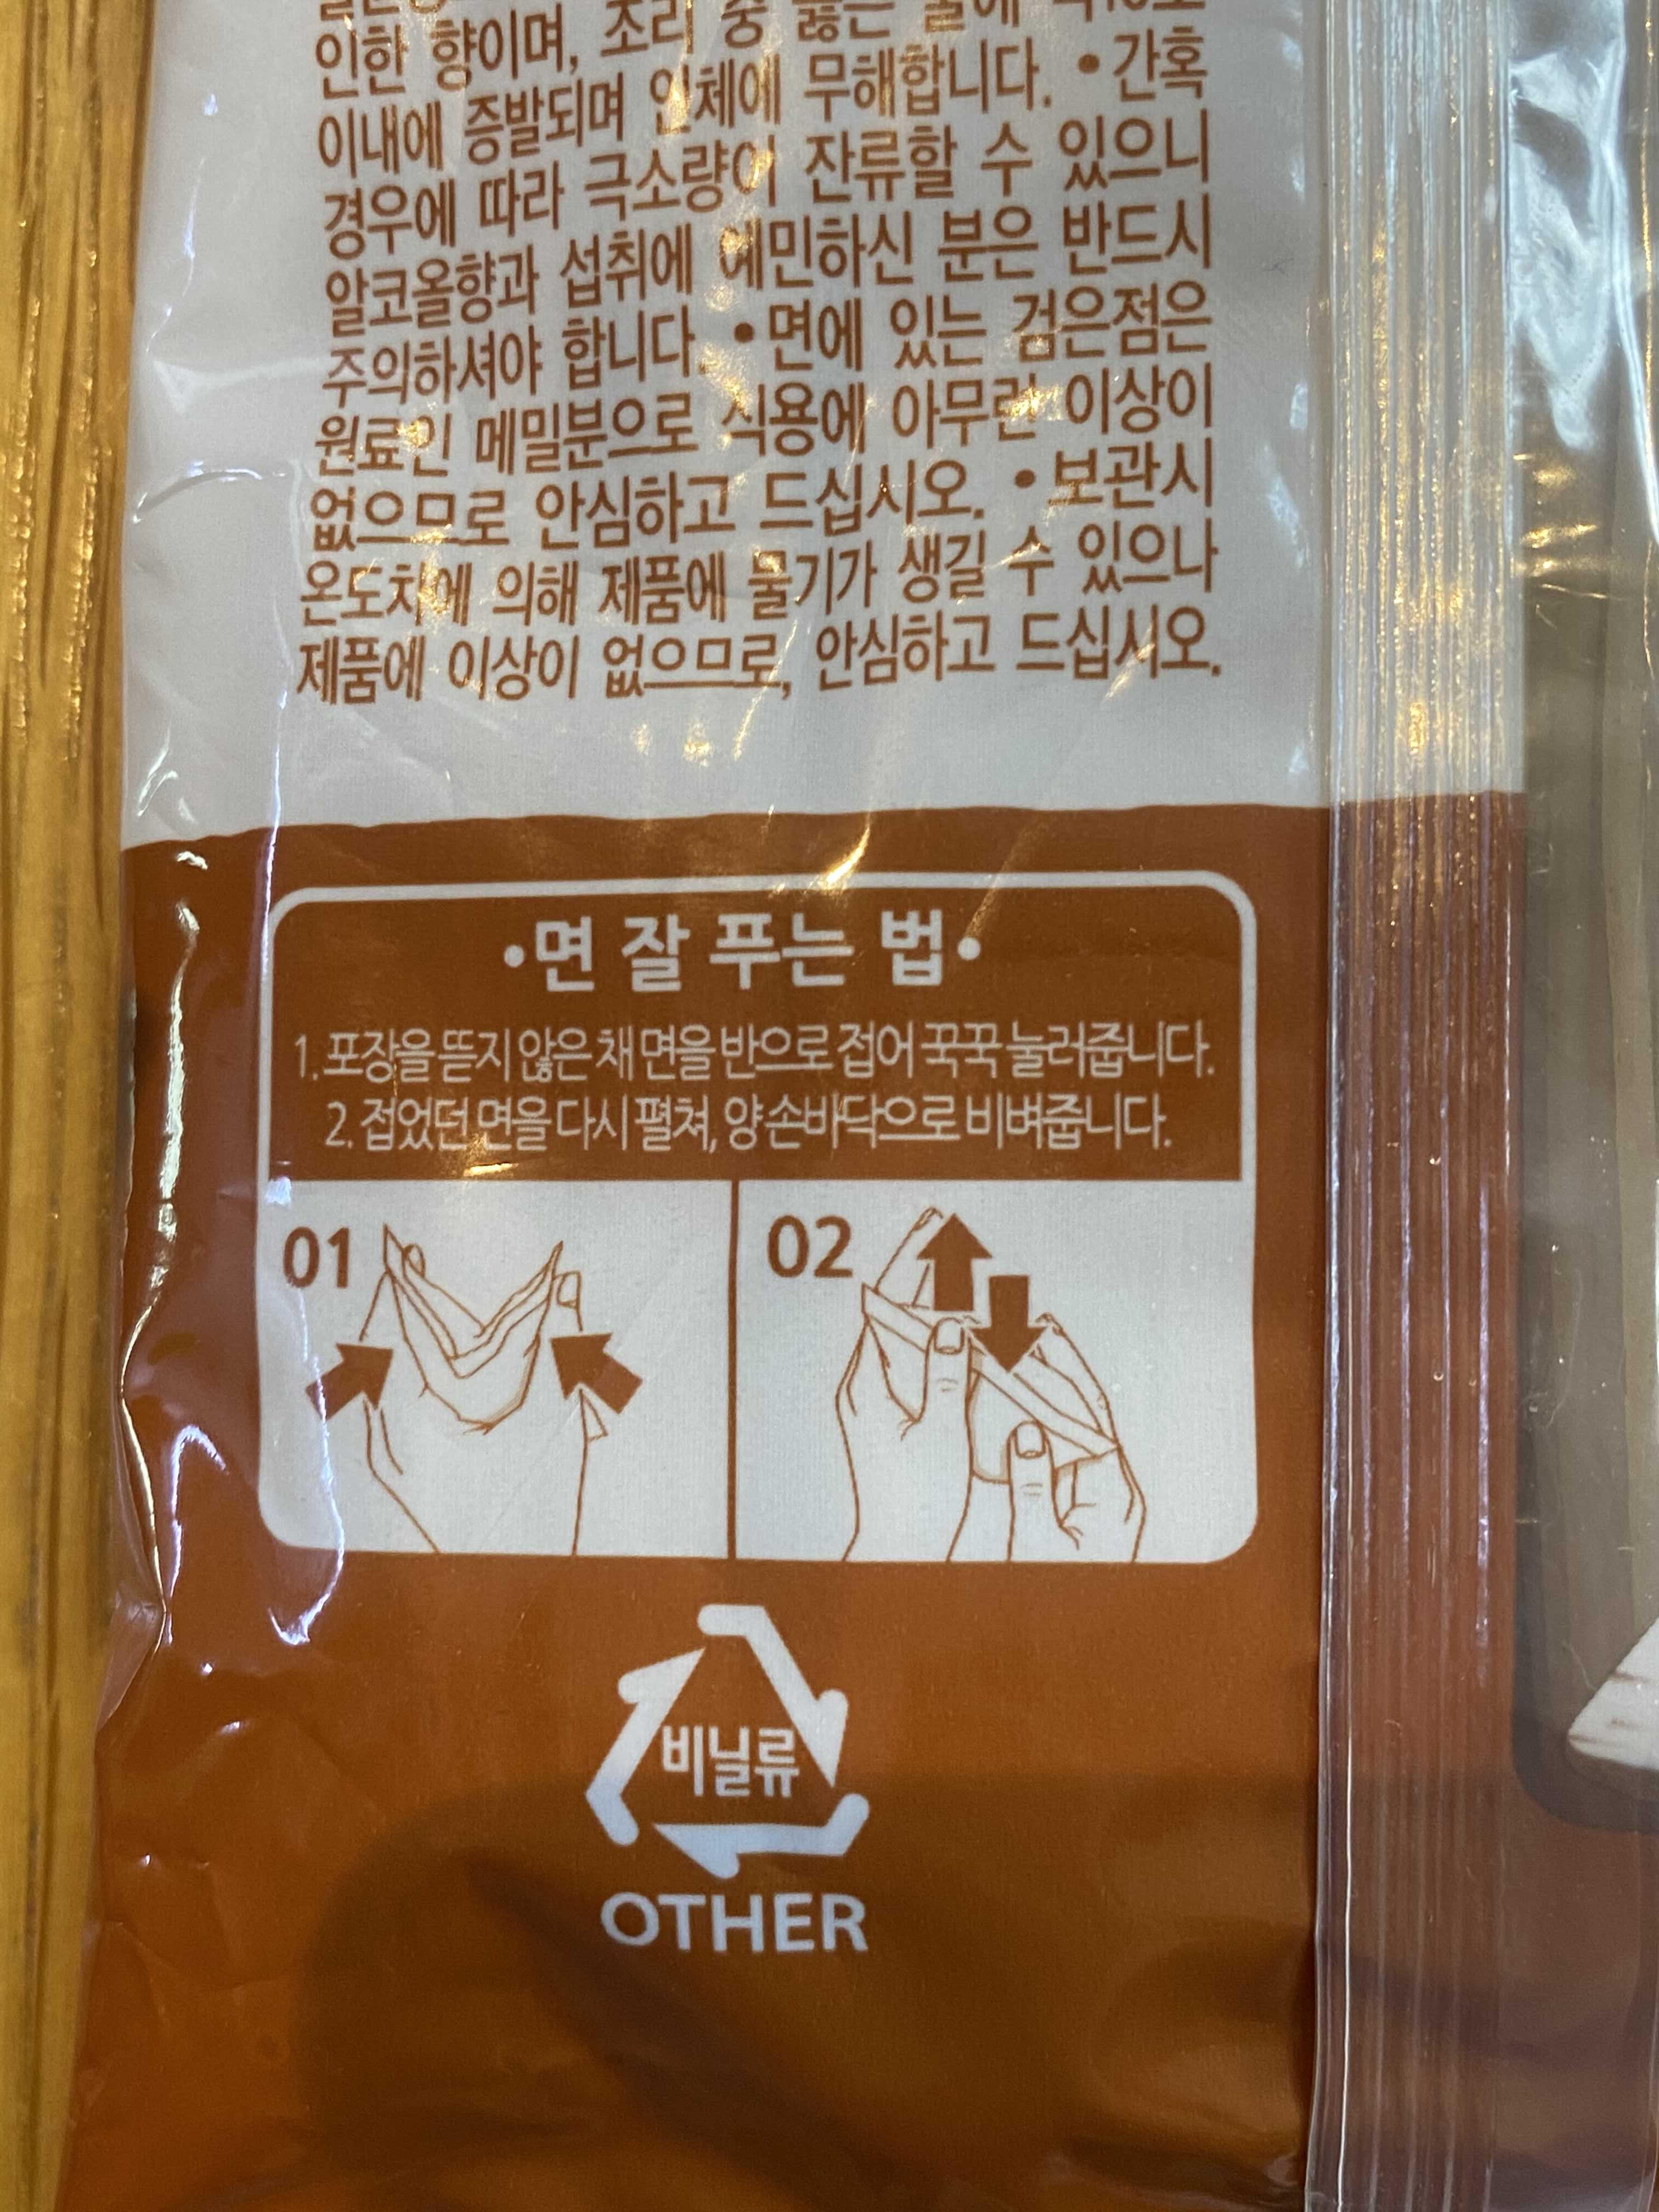 인한 향이며, 조리 중 끓는 물에
이내에 증발되며 인체에 무해합니다. •간혹
경우에 따라 극소량이 잔류할 수 있으니
알코올향과 섭취에 예민하신 분은 반드시
주의하셔야 합니다. •면에 있는 검은점은
원료인 메밀분으로 식용에 아무런 이상이
없으므로 안심하고 드십시오. •보관시
온도차에 의해 제품에 물기가 생길 수 있으나
제품에 이상이 없으므로, 안심하고 드십시오.
•면 잘 푸는 법•
1. 포장을 뜯지 않은 채 면을 반으로 접어 꾹꾹 눌러줍니다.
2. 접었던 면을 다시 펼쳐, 양 손바닥으로 비벼줍니다.
01
02
비닐류
OTHER